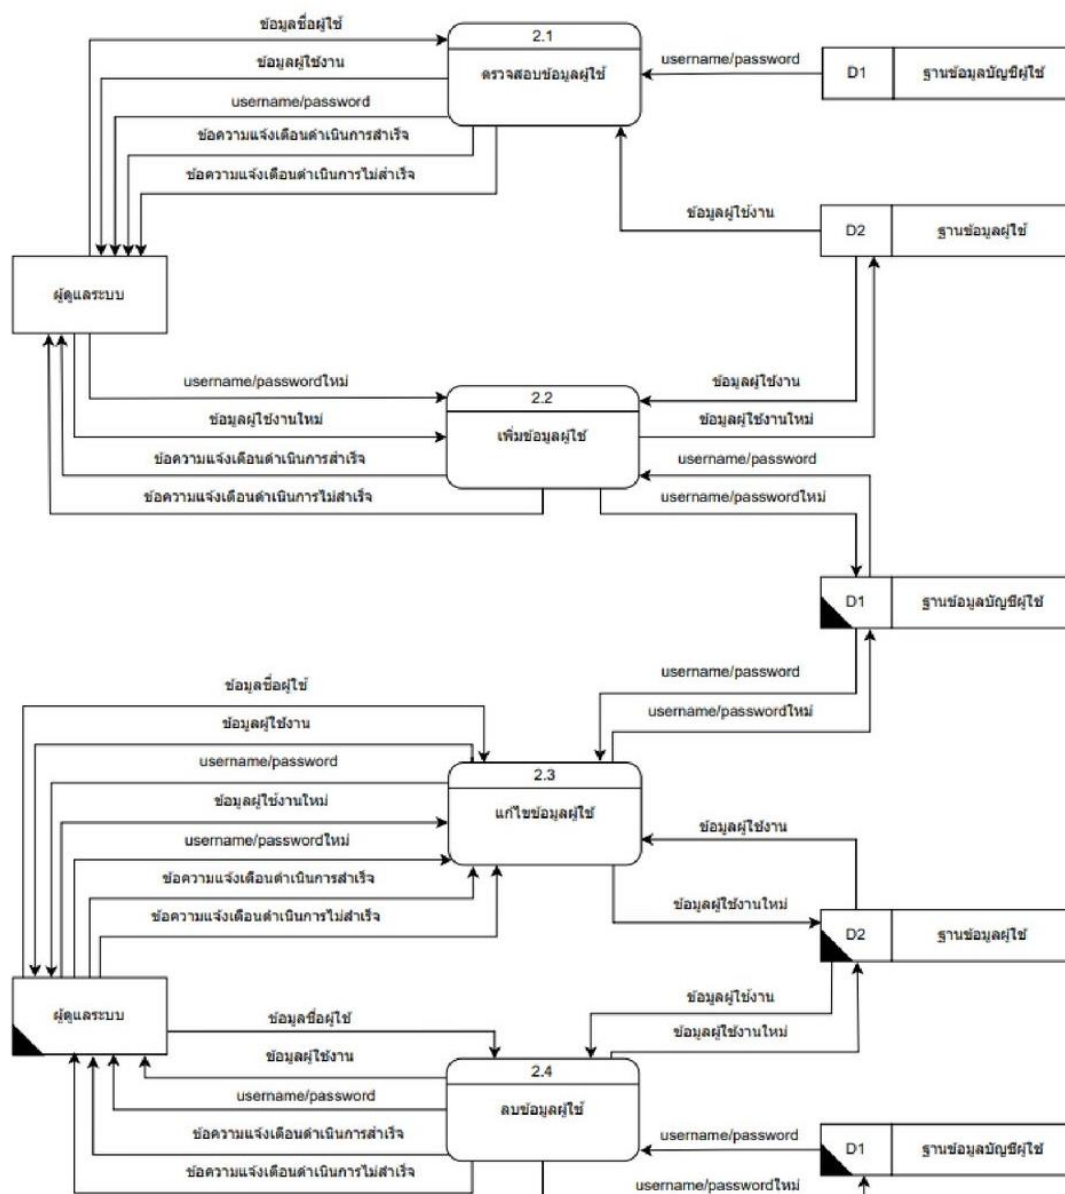 ข้อมูลชื่อผู้ใช้
2.1
ข้อมูลผู้ใช้งาน
ตรวจสอบข้อมูลผู้ใช้
username/password
D1
ฐานข้อมูลบัญชีผู้ใช้
username/password
ข้อความแจ้งเตือนดำเนินการสำเร็จ
ข้อความแจ้งเตือนดำเนินการไม่สำเร็จ
ข้อมูลผู้ใช้งาน
D2
ฐานข้อมูลผู้ใช้
ผู้ดูแลระบบ
username/passwordใหม่
2.2
ข้อมูลผู้ใช้งาน
ข้อมูลผู้ใช้งานใหม่
เพิ่มข้อมูลผู้ใช้
ข้อมูลผู้ใช้งานใหม่
ข้อความแจ้งเตือนดำเนินการสำเร็จ
username/password
ข้อความแจ้งเตือนดำเนินการไม่สำเร็จ
username/passwordใหม่
D1
ฐานข้อมูลบัญชีผู้ใช้
username/password
ข้อมูลชื่อผู้ใช้
username/passwordใหม่
ข้อมูลผู้ใช้งาน
username/password
2.3
ข้อมูลผู้ใช้งานใหม่
แก้ไขข้อมูลผู้ใช้
ข้อมูลผู้ใช้งาน
username/passwordใหม่
ข้อความแจ้งเตือนดำเนินการสำเร็จ
ข้อความแจ้งเตือนดำเนินการไม่สำเร็จ
ข้อมูลผู้ใช้งานใหม่
D2
ฐานข้อมูลผู้ใช้
ผู้ดูแลระบบ
ข้อมูลผู้ใช้งาน
ข้อมูลชื่อผู้ใช้
ข้อมูลผู้ใช้งานใหม่
ข้อมูลผู้ใช้งาน
2.4
username/password
ลบข้อมูลผู้ใช้
ข้อความแจ้งเตือนดำเนินการสำเร็จ
username/password
D1
ฐานข้อมูลบัญชีผู้ใช้
ข้อความแจ้งเตือนดำเนินการไม่สำเร็จ
username/passwordใหม่